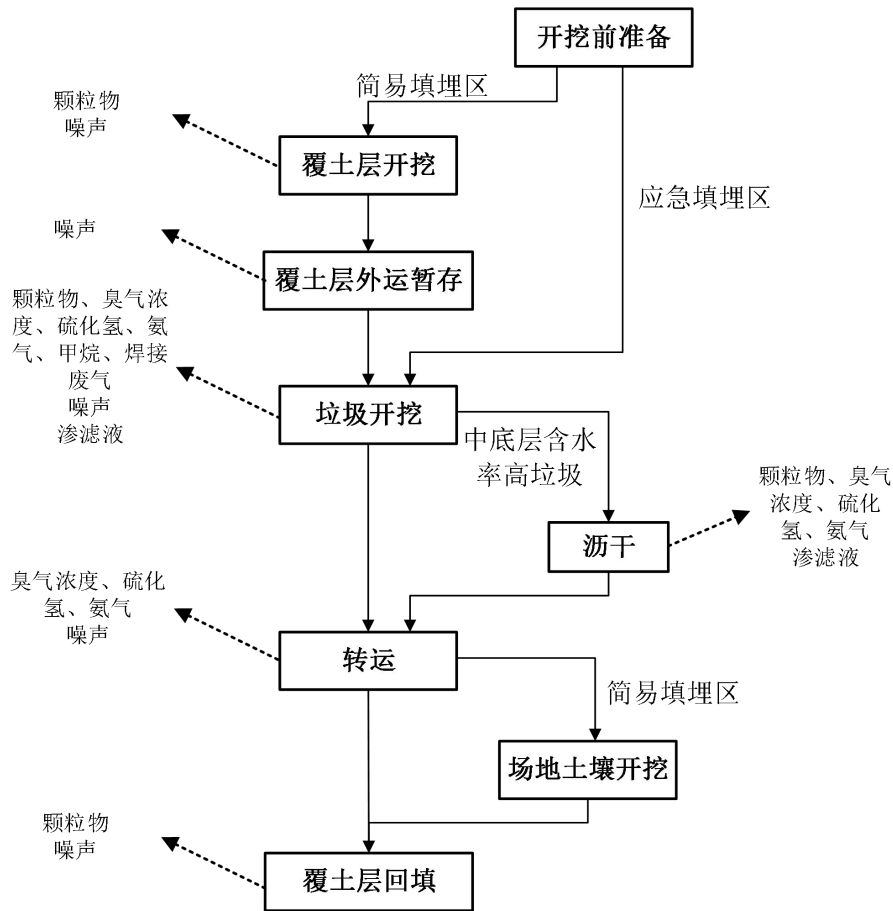 开挖前准备
简易填埋区
颗粒物
噪声
覆土层开挖
应急填埋区
噪声
覆土层外运暂存
颗粒物、臭气浓
度、硫化氢、氨
气、甲烷、焊接
废气
噪声
渗滤液
垃圾开挖
中底层含水
率高垃圾
颗粒物、臭气
浓度、硫化
氢、氨气
渗滤液
沥干
臭气浓度、硫化
氢、氨气
噪声
转运
简易填埋区
场地土壤开挖
颗粒物
噪声
覆土层回填